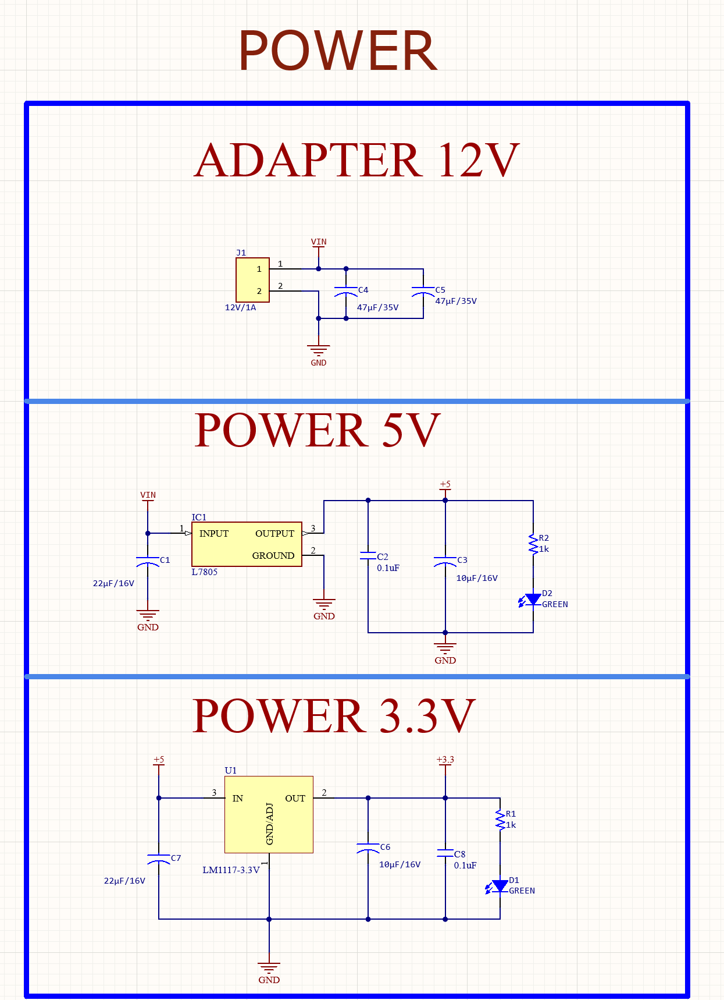 POWER
ADAPTER 12V
VIN
J1
1
1
2
2
12V/1A
C4
47µF/35V
C5
47µF/35V
GND
POWER 5V
+5
VIN
IC1
1
INPUT
OUTPUT
3
GROUND
2
L7805
C1
22µF/16V
GND
GND
C2
0.1uF
C3
10µF/16V
R2
1k
D2
GREEN
GND
POWER 3.3V
+5
+3.3
U1
3
IN
OUT
2
GND/ADJ
1
LM1117-3.3V
C7
22µF/16V
C6
10µF/16V
C8
0.1uF
R1
1k
D1
GREEN
GND